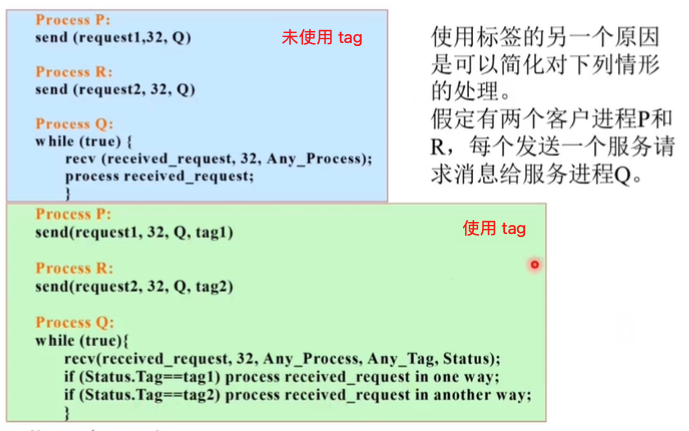 Process P:
send (request1,32, Q)
未使用 tag
Process R:
send (request2, 32, Q)
Process Q:
while (true) {
recv (received_request, 32, Any_Process);
process received_request;
}
使用标签的另一个原因
是可以简化对下列情形
的处理。
假定有两个客户进程P和
R，每个发送一个服务请
求消息给服务进程Q。
Process P:
send(request1, 32, Q, tag1)
使用 tag
Process R:
send(request2, 32, Q, tag2)
Process Q:
while (true){
recv(received_request, 32, Any_Process, Any_Tag, Status);
if (Status.Tag==tag1) process received_request in one way;
if (Status.Tag==tag2) process received_request in another way;
}